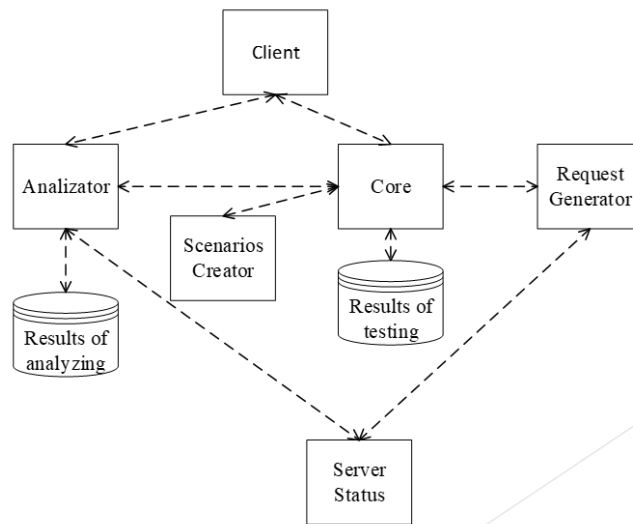 Client
Analizator
Core
Request
Generator
Scenarios
Creator
Results of
analyzing
Results of
testing
Server
Status